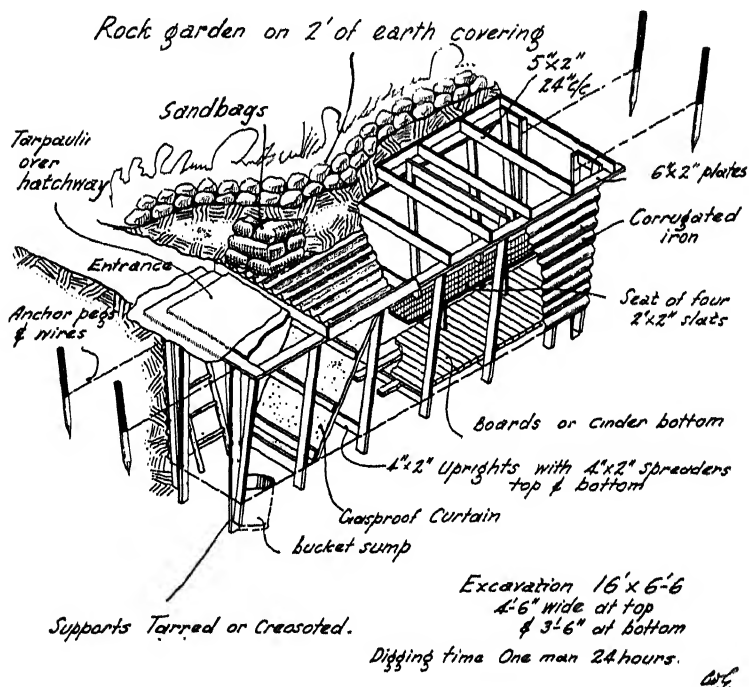 Rock garden on 2' of earth covering
5"x2"
24"c/c
Sandbags
Tarpaulin
over
hatchway
6"x2" plates
Corrugated
iron
Entrance
Seat of four
2"x2" slats
Anchor pegs
& wires
Boards or cinder bottom
4"x2" Uprights with 4"x2" spreaders
top & bottom
Gasproof Curtain
bucket sump
Excavation 16' x 6'-6
4'-6" wide at top
& 3'-6" at bottom
Supports Tarred or Creasoted.
Digging time One man 24 hours.